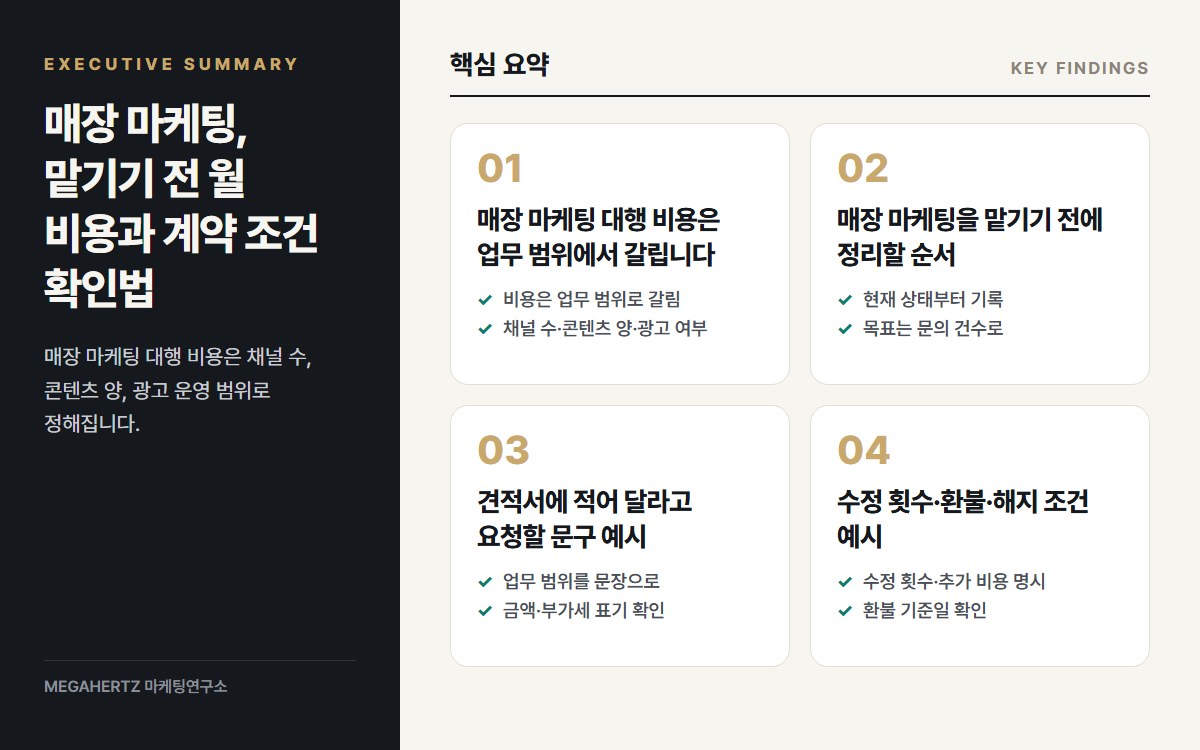 EXECUTIVE SUMMARY
매장 마케팅,
맡기기 전 월
비용과 계약 조건
확인법
매장 마케팅 대행 비용은 채널 수,
콘텐츠 양, 광고 운영 범위로
정해집니다.
MEGAHERTZ 마케팅연구소
핵심 요약
KEY FINDINGS
01
매장 마케팅 대행 비용은
업무 범위에서 갈립니다
비용은 업무 범위로 갈림
채널 수·콘텐츠 양·광고 여부
02
매장 마케팅을 맡기기 전에
정리할 순서
현재 상태부터 기록
목표는 문의 건수로
03
견적서에 적어 달라고
요청할 문구 예시
업무 범위를 문장으로
금액·부가세 표기 확인
04
수정 횟수·환불·해지 조건
예시
수정 횟수·추가 비용 명시
환불 기준일 확인